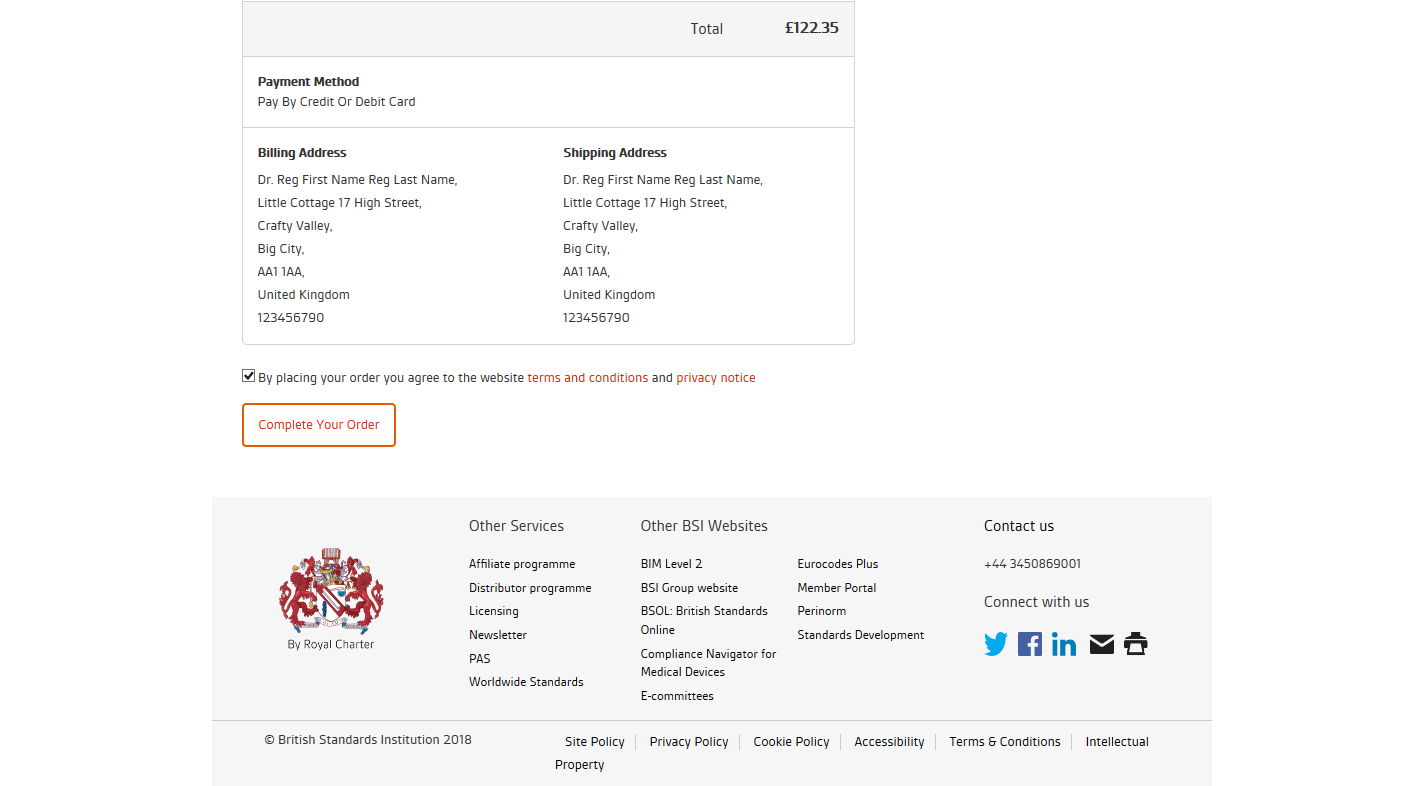 Total £122.35
Payment Method
Pay By Credit Or Debit Card
Billing Address
Dr. Reg First Name Reg Last Name,
Little Cottage 17 High Street,
Crafty Valley,
Big City,
AA1 1AA,
United Kingdom
123456790
Shipping Address
Dr. Reg First Name Reg Last Name,
Little Cottage 17 High Street,
Crafty Valley,
Big City,
AA1 1AA,
United Kingdom
123456790
By placing your order you agree to the website terms and conditions and privacy notice
Complete Your Order
By Royal Charter
Other Services
Affiliate programme
Distributor programme
Licensing
Newsletter
PAS
Worldwide Standards
Other BSI Websites
BIM Level 2
BSI Group website
BSOL: British Standards
Online
Compliance Navigator for
Medical Devices
E-committees
Eurocodes Plus
Member Portal
Perinorm
Standards Development
Contact us
+44 3450869001
Connect with us
© British Standards Institution 2018
Site Policy Privacy Policy Cookie Policy Accessibility Terms & Conditions Intellectual
Property